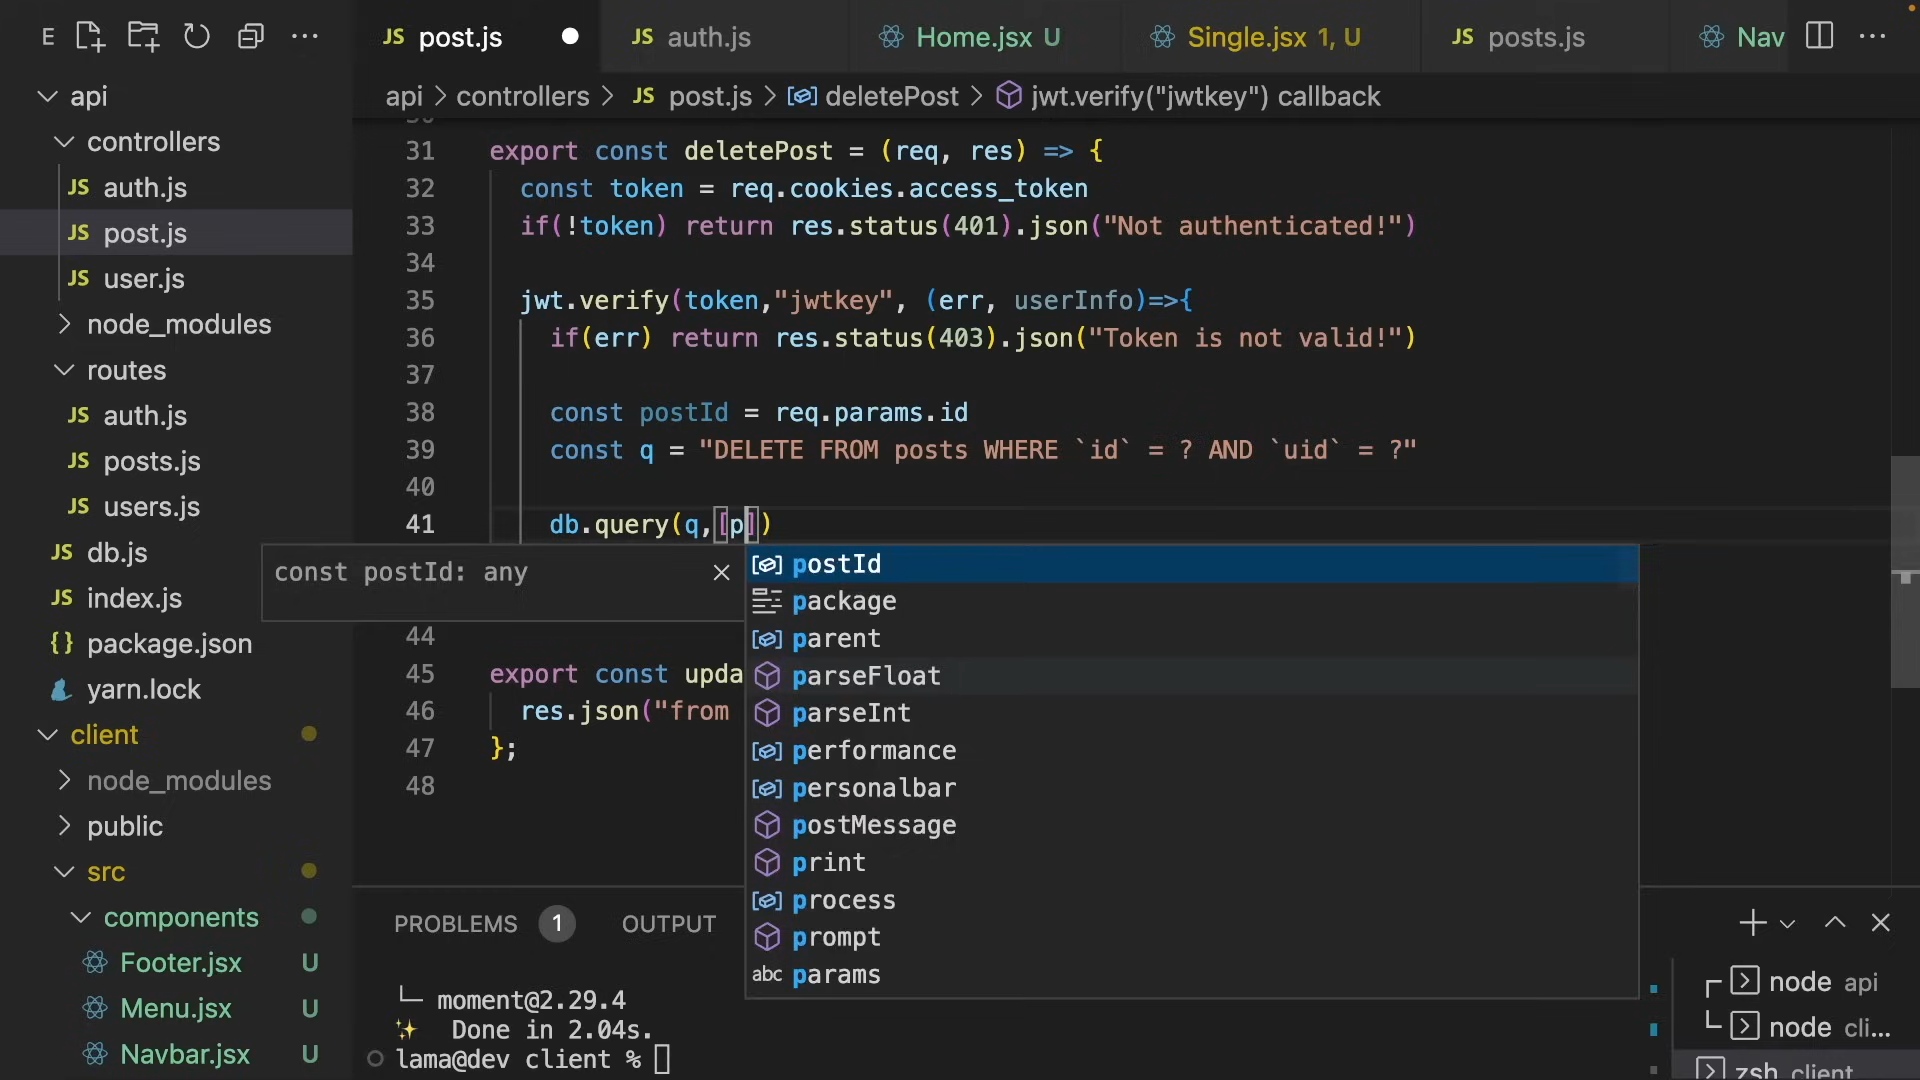 E
JS post.js
JS auth.js
Home.jsx U
Single.jsx 1, U
JS posts.js
Nav
api
controllers
JS auth.js
JS post.js
JS user.js
node_modules
routes
JS auth.js
JS posts.js
JS users.js
JS db.js
JS index.js
{} package.json
yarn.lock
client
node_modules
public
src
components
Footer.jsx U
Menu.jsx U
Navbar.jsx U
api > controllers > JS post.js > deletePost > jwt.verify("jwtkey") callback
31 export const deletePost = (req, res) => {
32 const token = req.cookies.access_token
33 if(!token) return res.status(401).json("Not authenticated!")
34
35 jwt.verify(token,"jwtkey", (err, userInfo)=>{
36 if(err) return res.status(403).json("Token is not valid!")
37
38 const postId = req.params.id
39 const q = "DELETE FROM posts WHERE `id` = ? AND `uid` = ?"
40
41 db.query(q,[p])
const postId: any
postId
package
parent
parseFloat
parseInt
performance
personalbar
postMessage
print
process
prompt
abc params
44
45 export const upda
46 res.json("from
47 };
48
PROBLEMS 1 OUTPUT
└─ moment@2.29.4
✨ Done in 2.04s.
lama@dev client %
node api
node cli...
zsh client